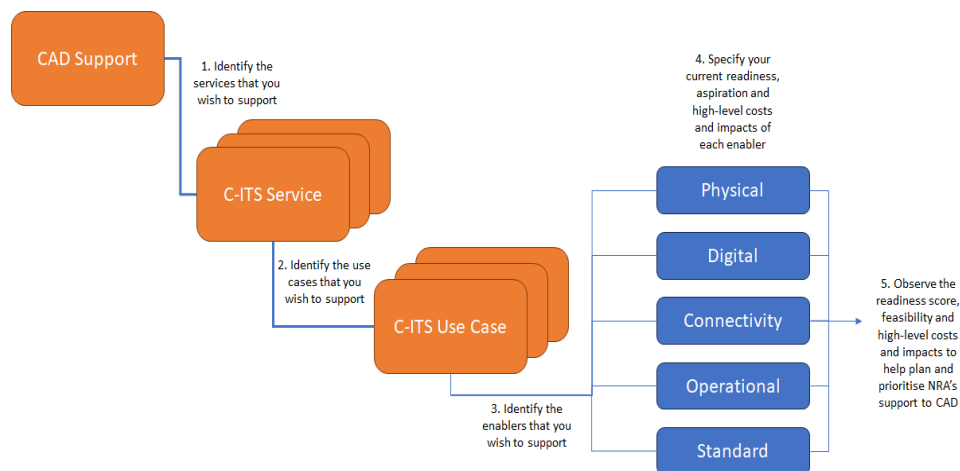 CAD Support
1. Identify the
services that you
wish to support
C-ITS Service
2. Identify the use
cases that you
wish to support
C-ITS Use Case
3. Identify the
enablers that you
wish to support
4. Specify your
current readiness,
aspiration and
high-level costs
and impacts of
each enabler
Physical
Digital
Connectivity
Operational
Standard
5. Observe the
readiness score,
feasibility and
high-level costs
and impacts to
help plan and
prioritise NRA's
support to CAD